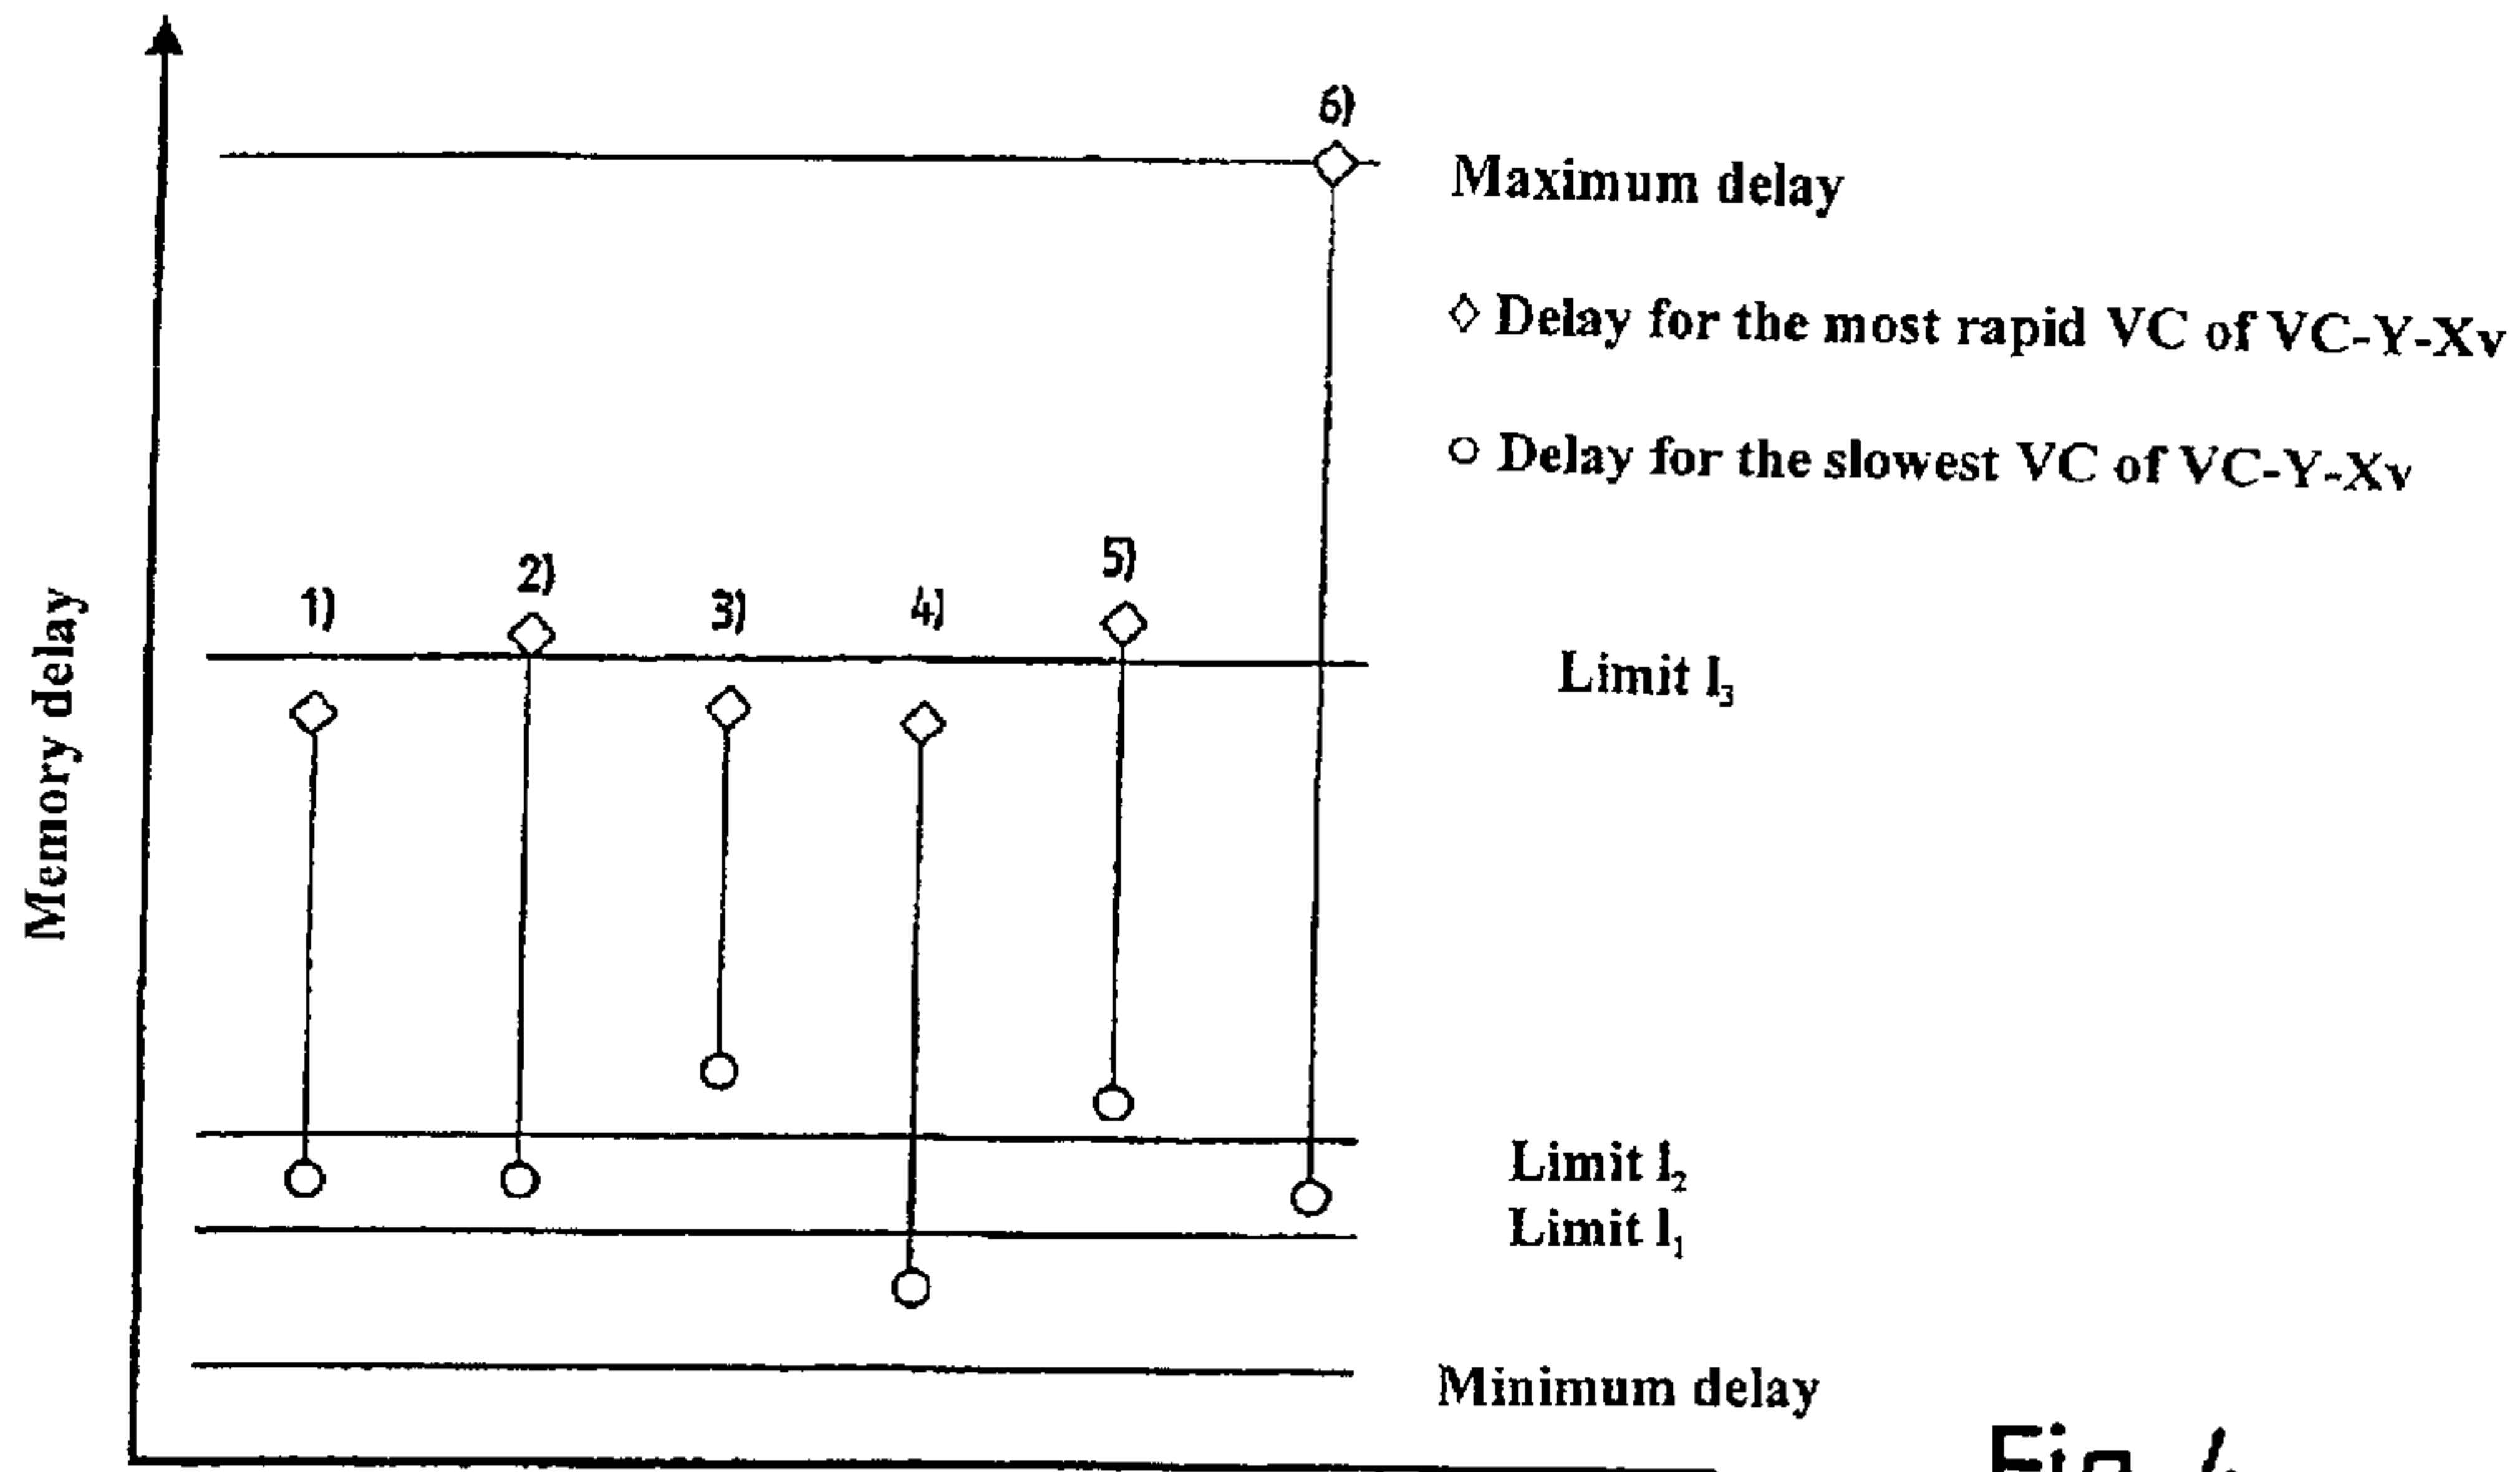 6)
Maximum delay
◇ Delay for the most rapid VC of VC-Y-Xv
○ Delay for the slowest VC of VC-Y-Xv
Memory delay
1)
2)
3)
4)
5)
Limit l₃
Limit l₂
Limit l₁
Minimum delay